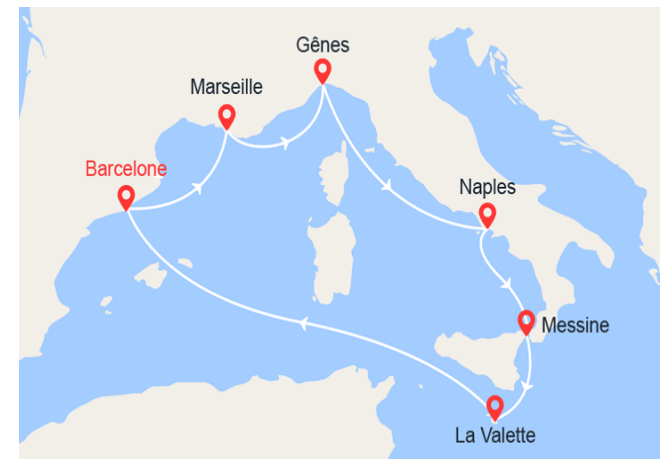 Gênes
Marseille
Barcelone
Naples
Messine
La Valette